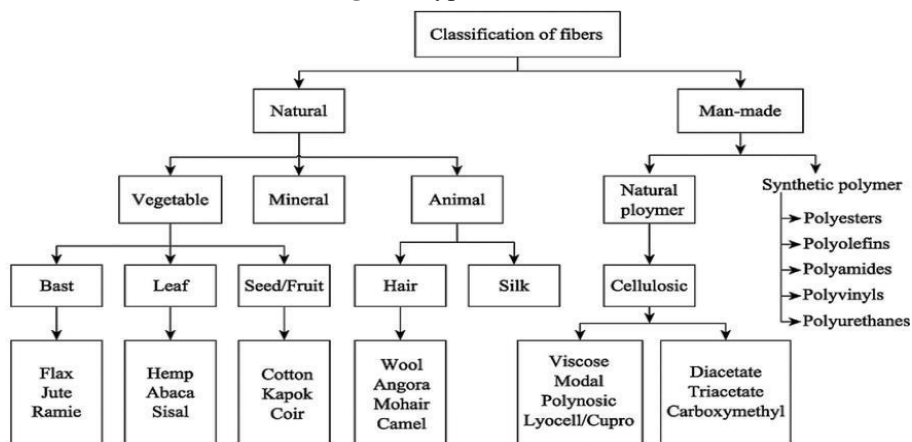 Classification of fibers
Natural
Man-made
Vegetable
Mineral
Animal
Natural
ploymer
Synthetic polymer
Polyesters
Polyolefins
Polyamides
Polyvinyls
Polyurethanes
Bast
Leaf
Seed/Fruit
Hair
Silk
Cellulosic
Flax
Jute
Ramie
Hemp
Abaca
Sisal
Cotton
Kapok
Coir
Wool
Angora
Mohair
Camel
Viscose
Modal
Polynosic
Lyocell/Cupro
Diacetate
Triacetate
Carboxymethyl